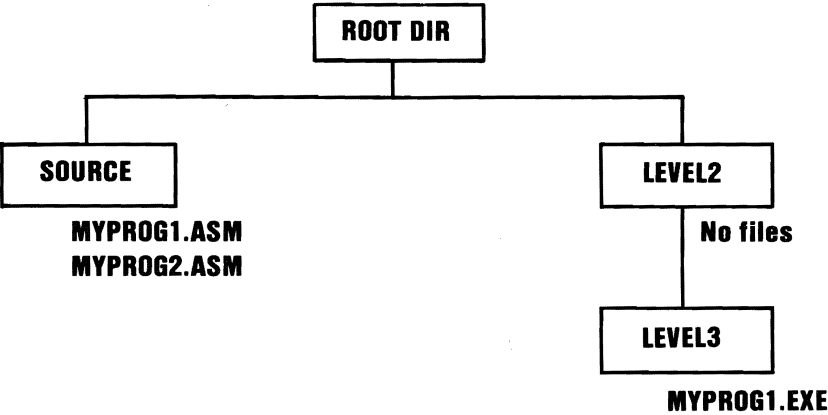 ROOT DIR
SOURCE
LEVEL2
MYPROG1.ASM
MYPROG2.ASM
No files
LEVEL3
MYPROG1.EXE